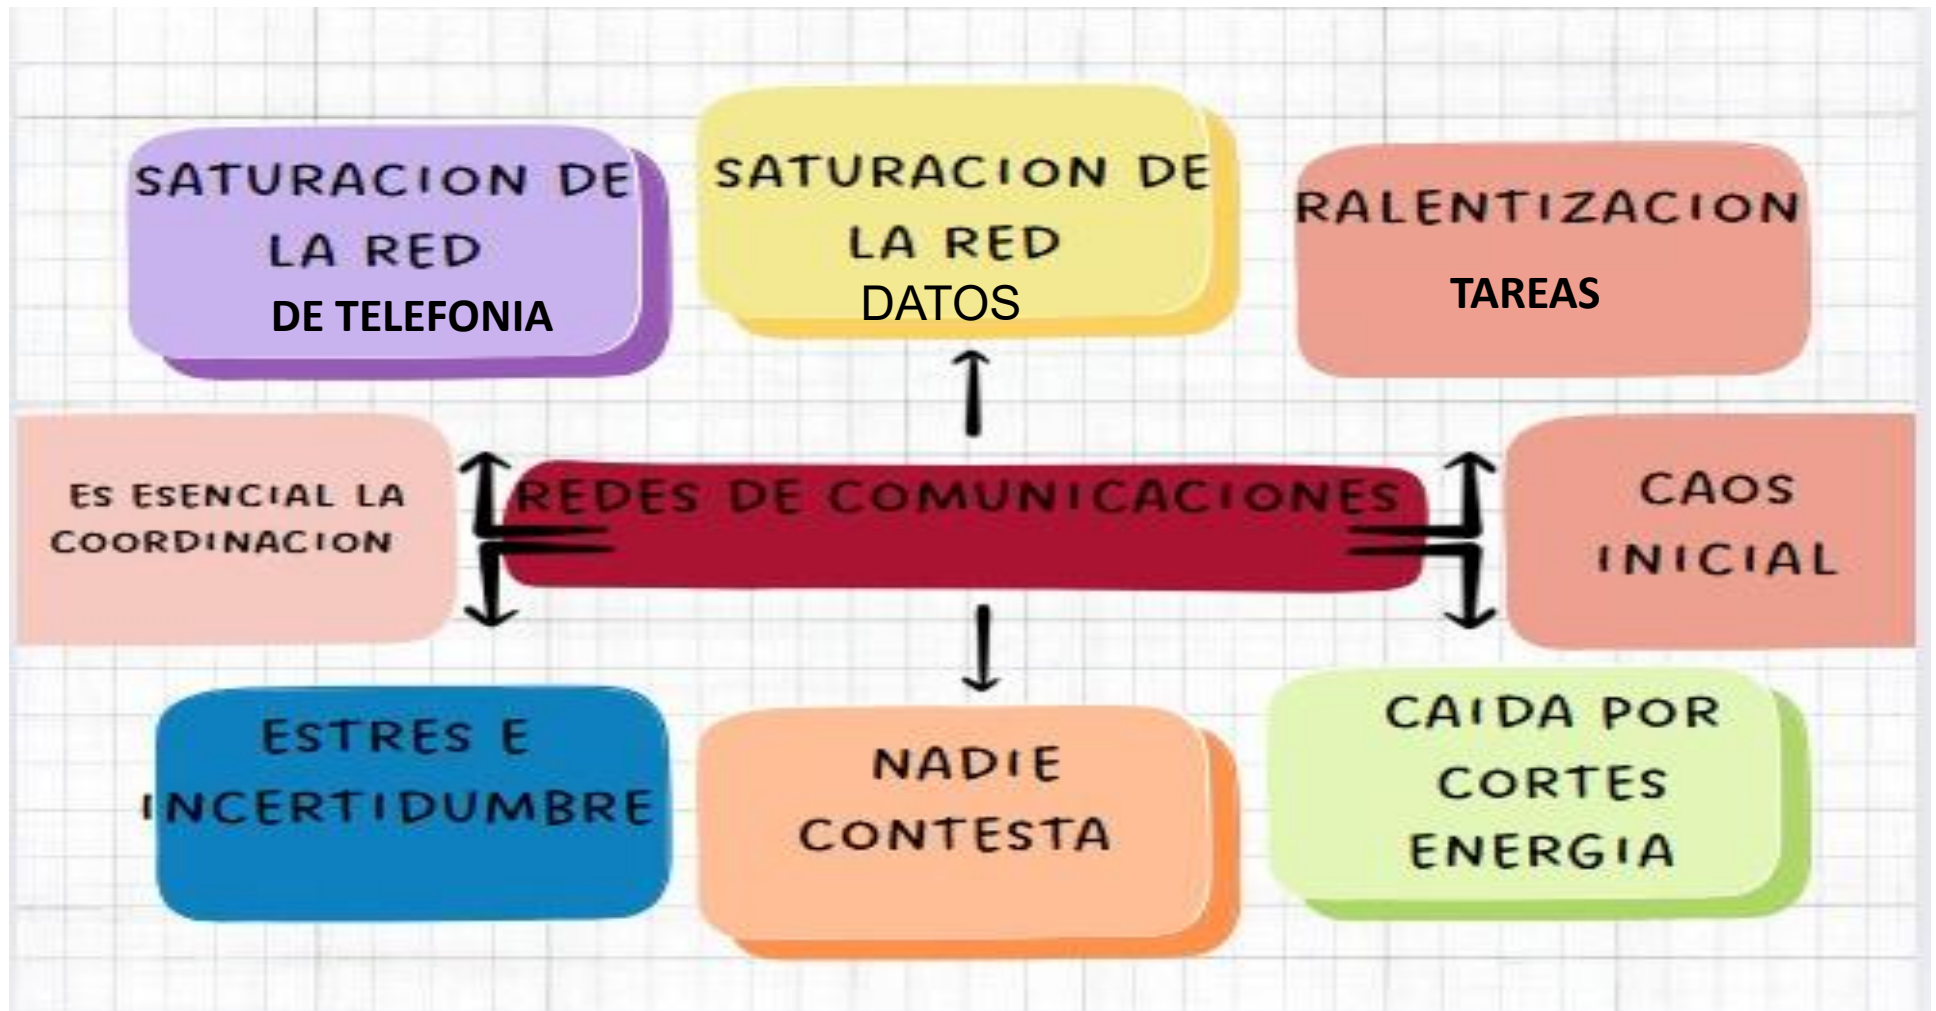 SATURACION DE
LA RED
DE TELEFONIA
SATURACION DE
LA RED
DATOS
RALENTIZACION
TAREAS
ES ESENCIAL LA
COORDINACION
REDES DE COMUNICACIONES
CAOS
INICIAL
ESTRES E
INCERTIDUMBRE
NADIE
CONTESTA
CAIDA POR
CORTES
ENERGIA